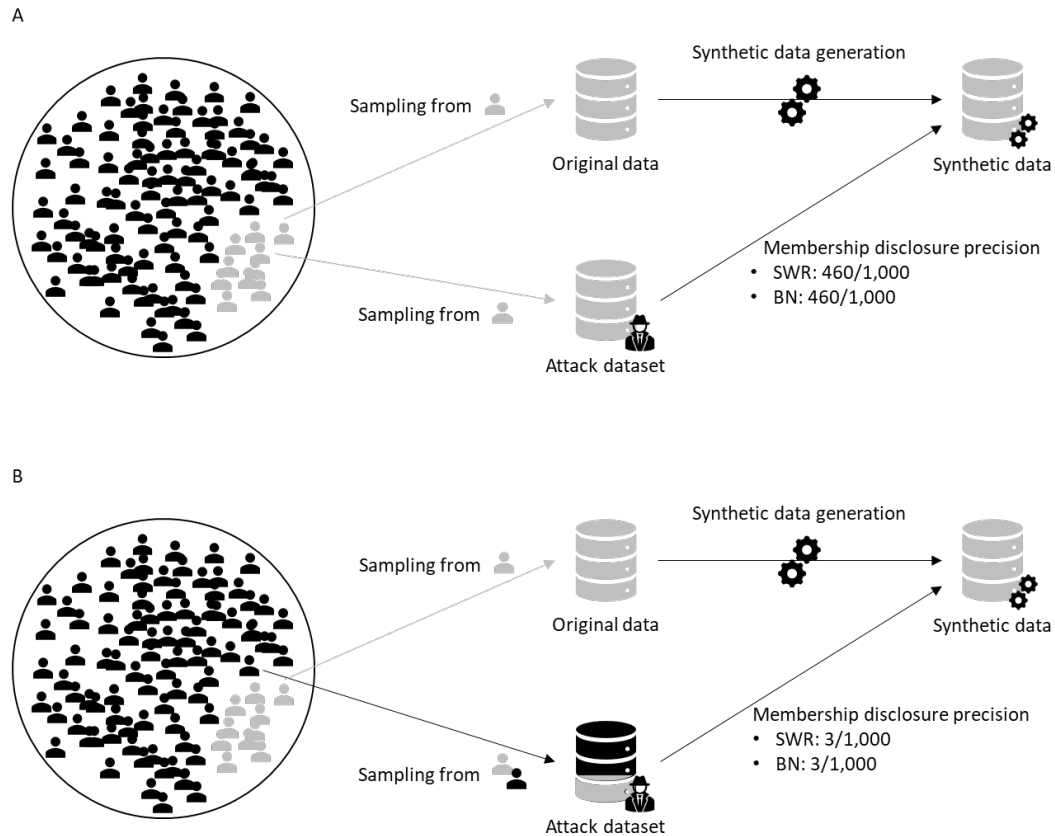 A
Synthetic data generation
Sampling from
Original data
Synthetic data
Membership disclosure precision
• SWR: 460/1,000
• BN: 460/1,000
Sampling from
Attack dataset
B
Synthetic data generation
Sampling from
Original data
Synthetic data
Membership disclosure precision
• SWR: 3/1,000
• BN: 3/1,000
Sampling from
Attack dataset